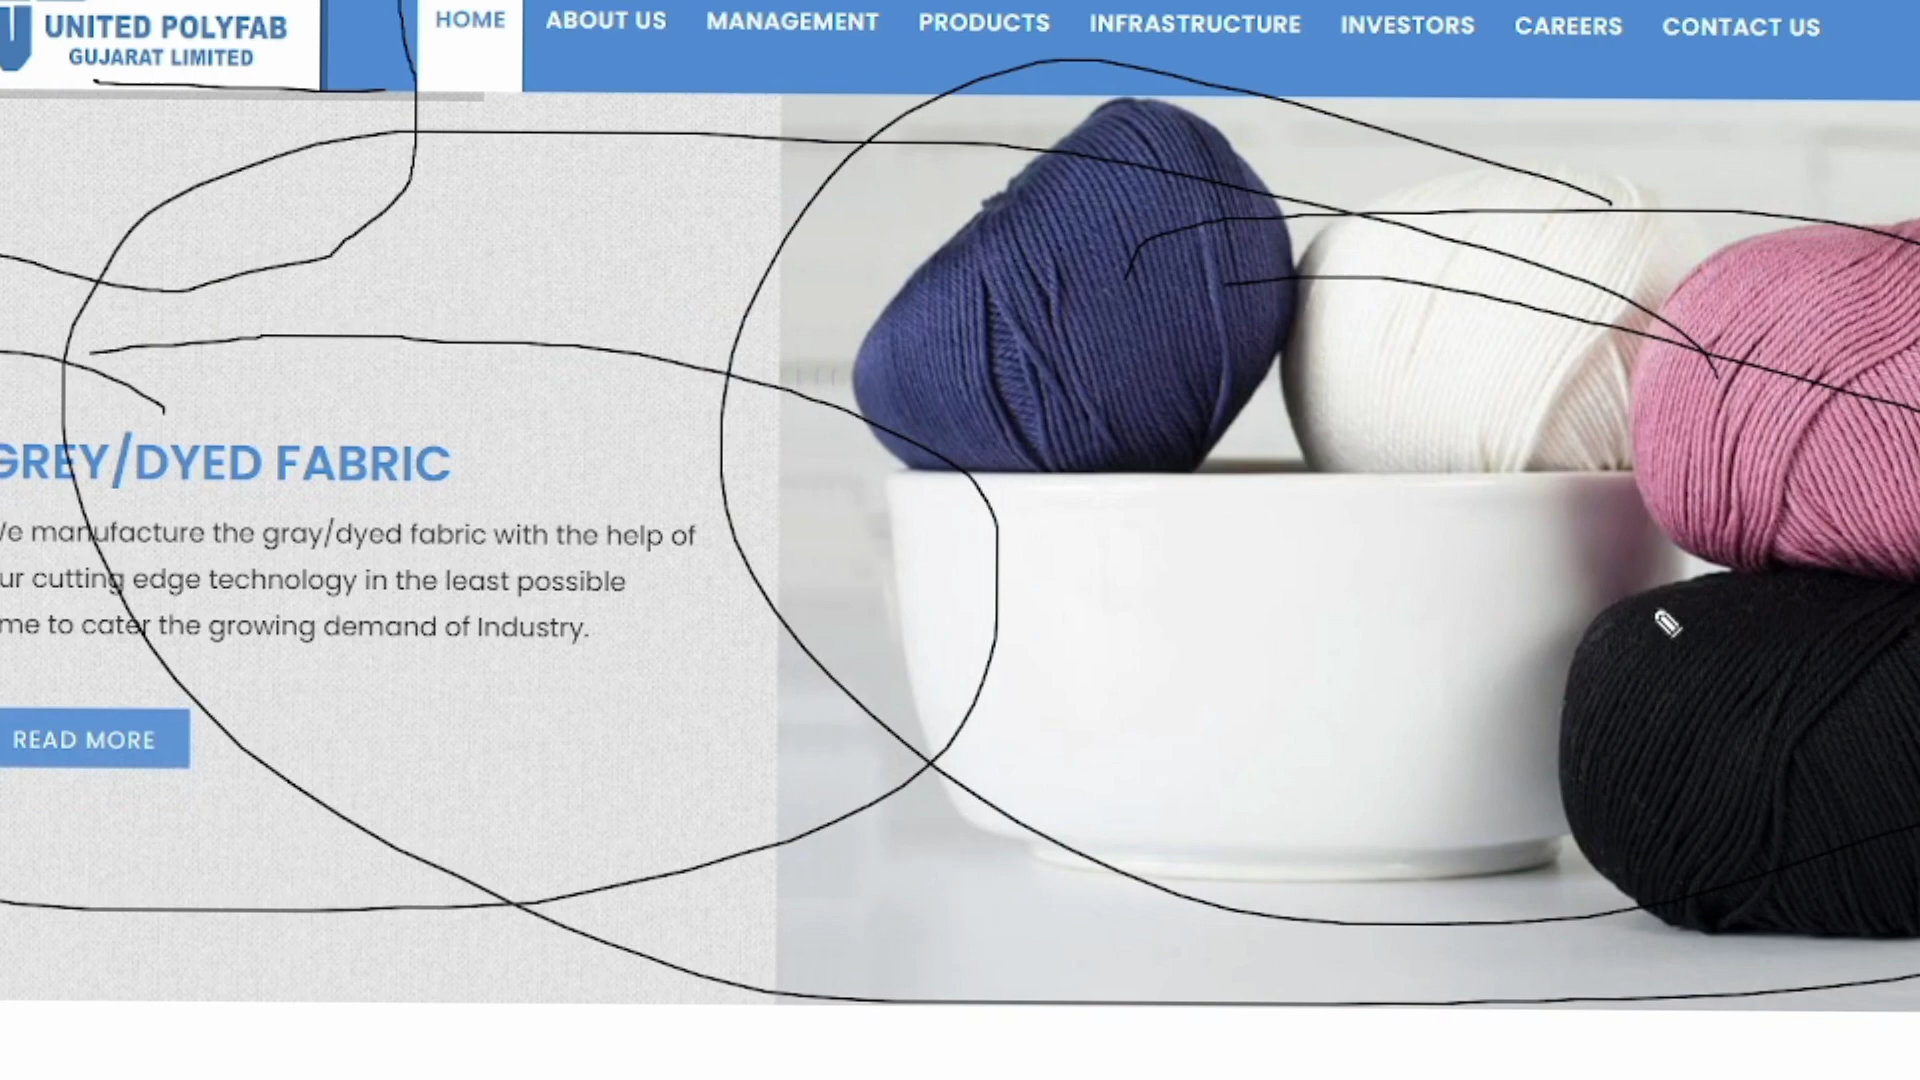 UNITED POLYFAB
GUJARAT LIMITED
HOME ABOUT US MANAGEMENT PRODUCTS INFRASTRUCTURE INVESTORS CAREERS CONTACT US
GREY/DYED FABRIC
manufacture the gray/dyed fabric with the help of
cutting edge technology in the least possible
to cater the growing demand of Industry.
READ MORE